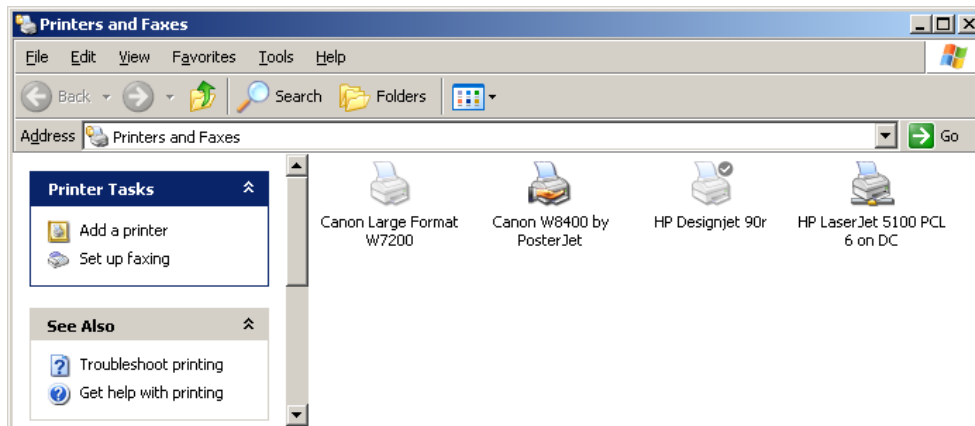 Printers and Faxes
File Edit View Favorites Tools Help
Back Search Folders
Address Printers and Faxes Go
Printer Tasks
Add a printer
Set up faxing
See Also
Troubleshoot printing
Get help with printing
Canon Large Format
W7200
Canon W8400 by
PosterJet
HP Designjet 90r
HP LaserJet 5100 PCL
6 on DC